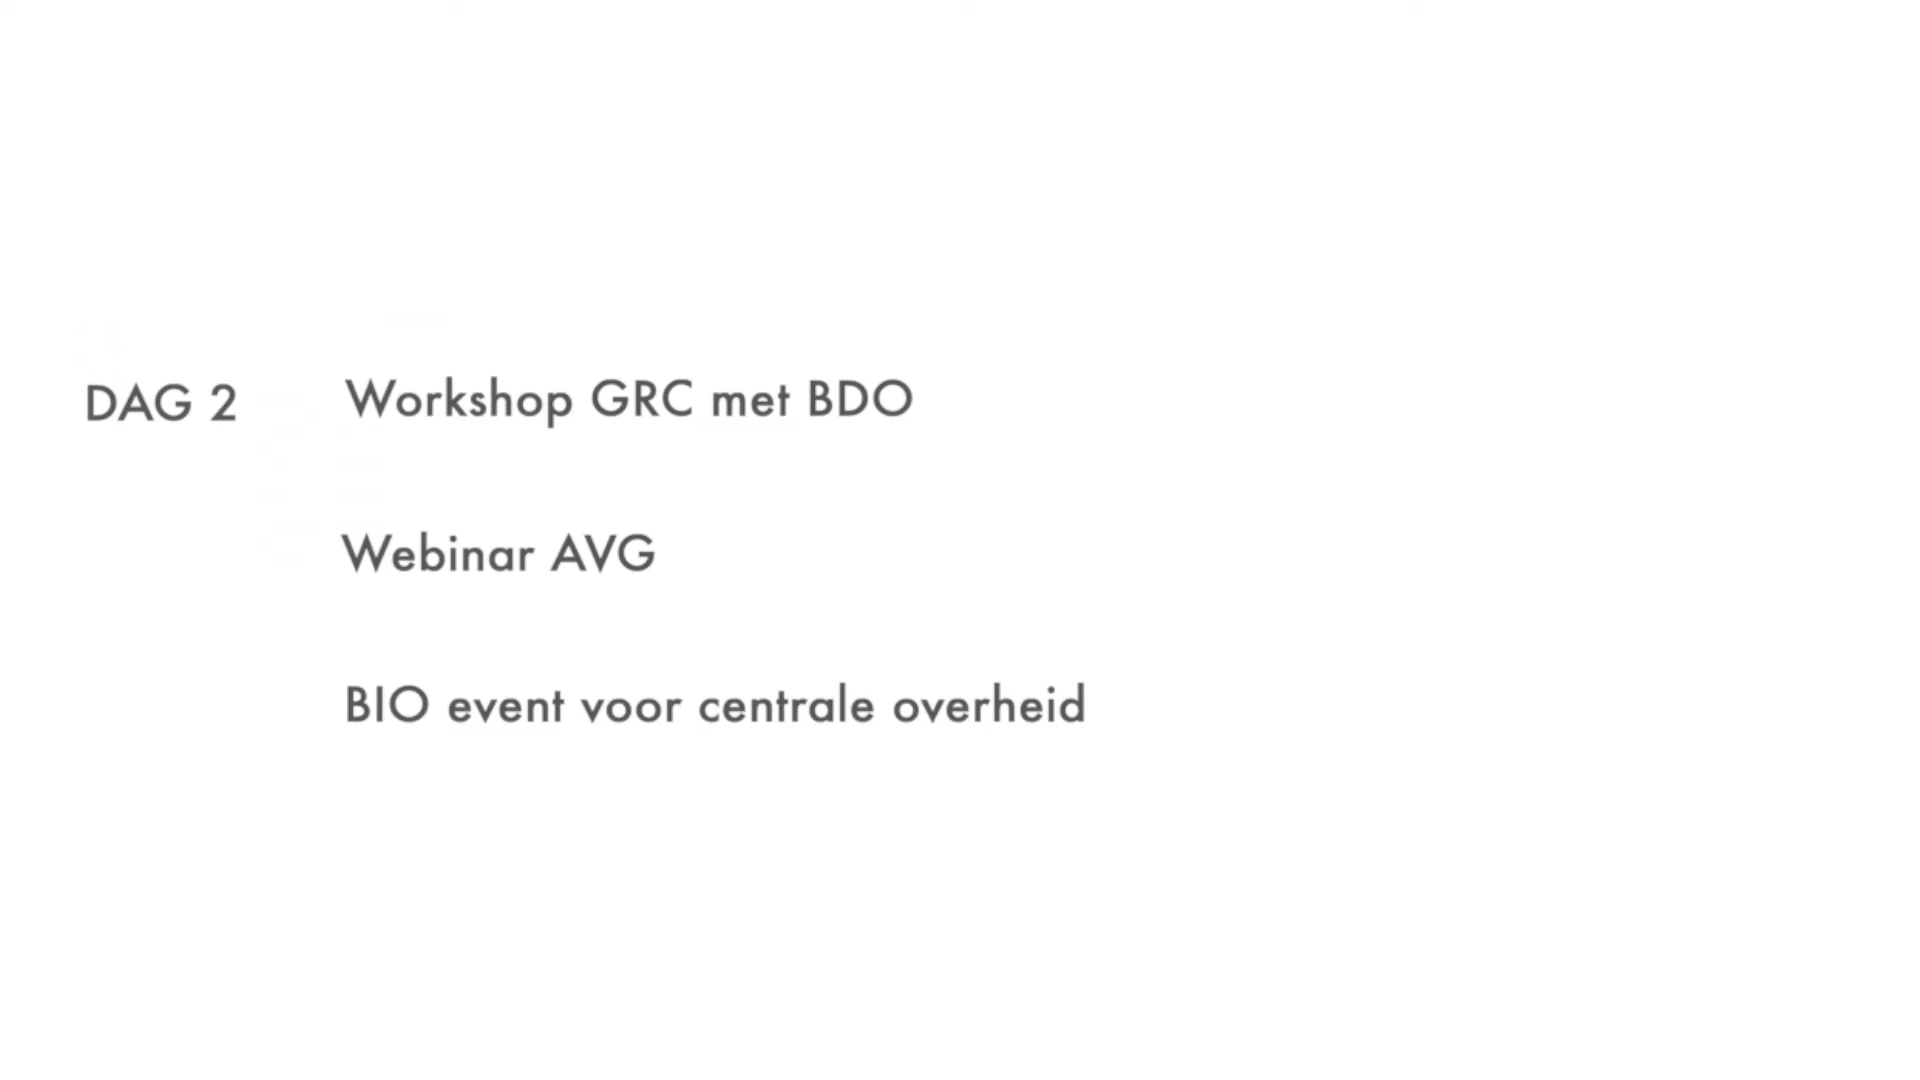 DAG 2 Workshop GRC met BDO
Webinar AVG
BIO event voor centrale overheid